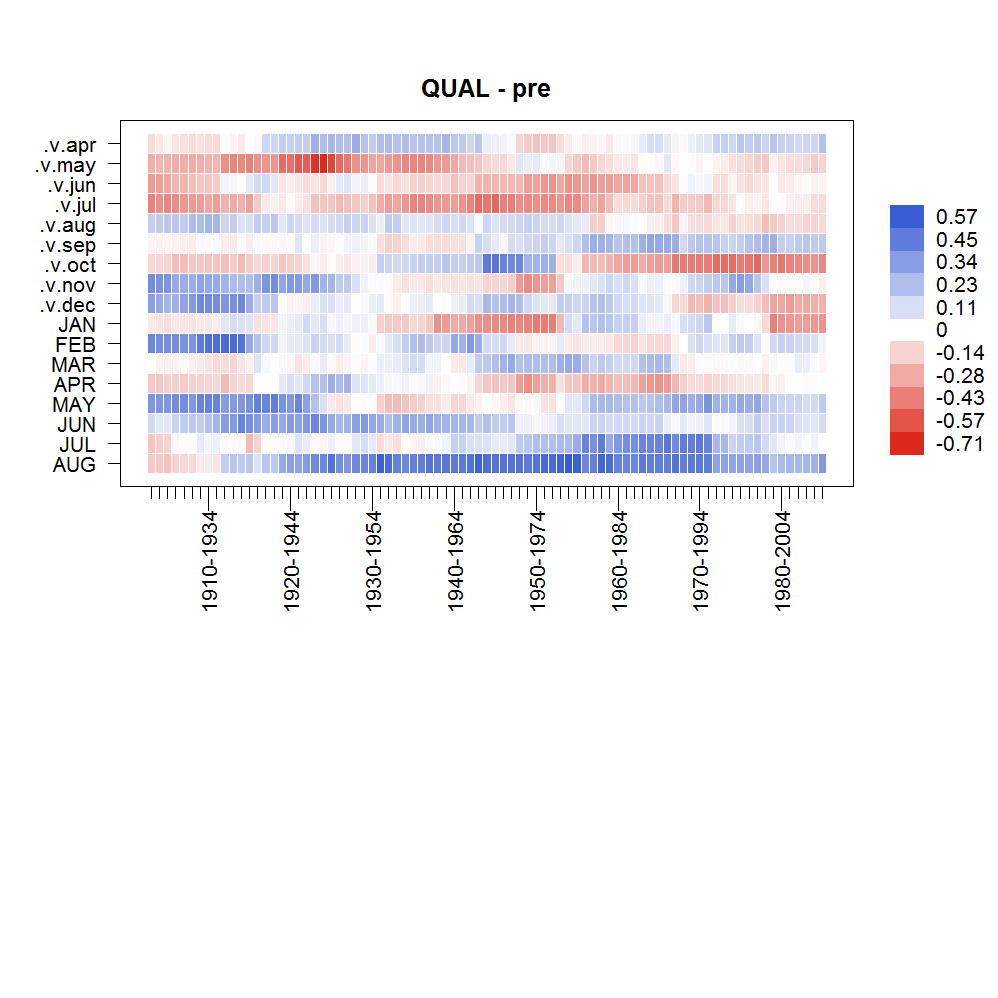 QUAL - pre
.v.apr
.v.may
.v.jun
.v.jul
.v.aug
.v.sep
.v.oct
.v.nov
.v.dec
JAN
FEB
MAR
APR
MAY
JUN
JUL
AUG
0.57
0.45
0.34
0.23
0.11
0
-0.14
-0.28
-0.43
-0.57
-0.71
1910-1934
1920-1944
1930-1954
1940-1964
1950-1974
1960-1984
1970-1994
1980-2004